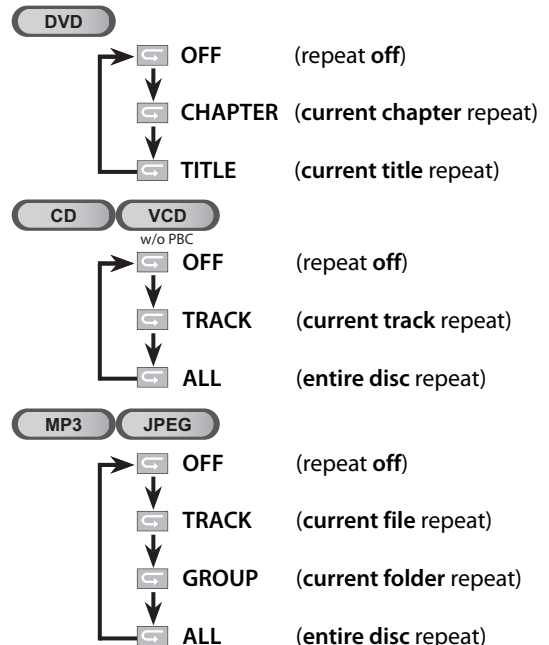 DVD
OFF (repeat off)
CHAPTER (current chapter repeat)
TITLE (current title repeat)
CD VCD
w/o PBC
OFF (repeat off)
TRACK (current track repeat)
ALL (entire disc repeat)
MP3 JPEG
OFF (repeat off)
TRACK (current file repeat)
GROUP (current folder repeat)
ALL (entire disc repeat)